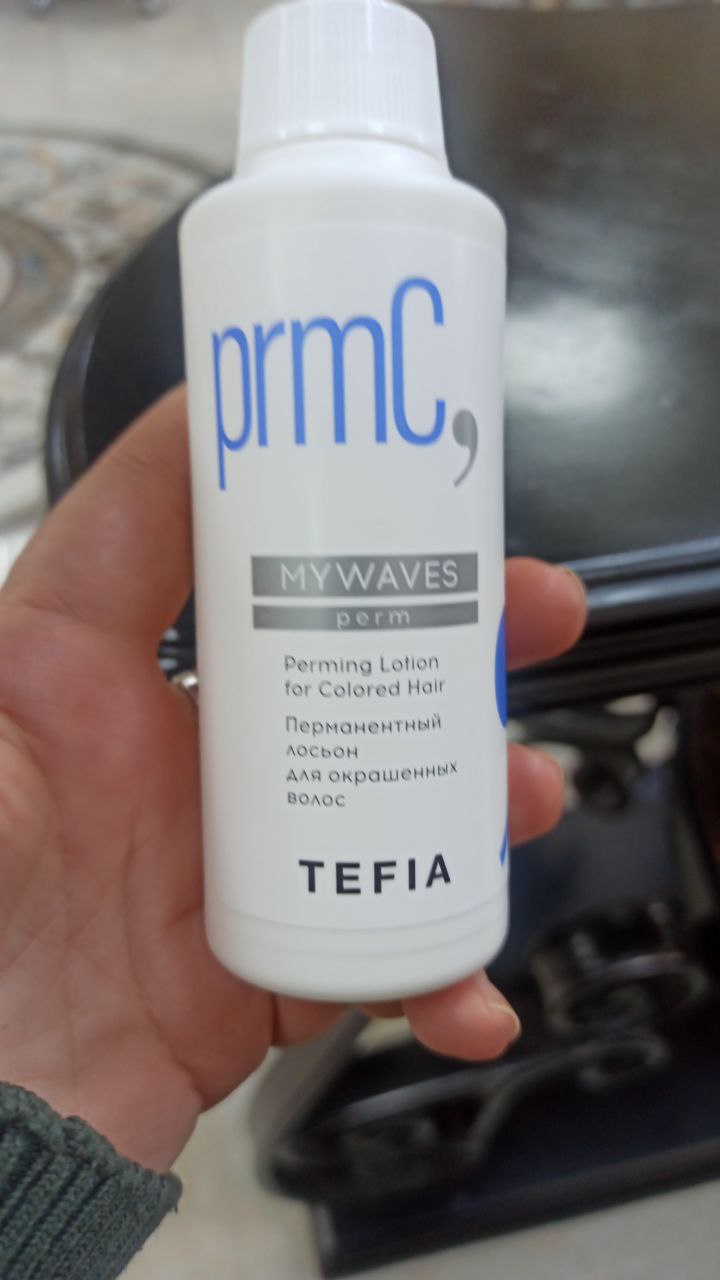 prmC,
MYWAVES
perm
Perming Lotion
for Colored Hair
Перманентный
лосьон
для окрашенных
волос
TEFIA